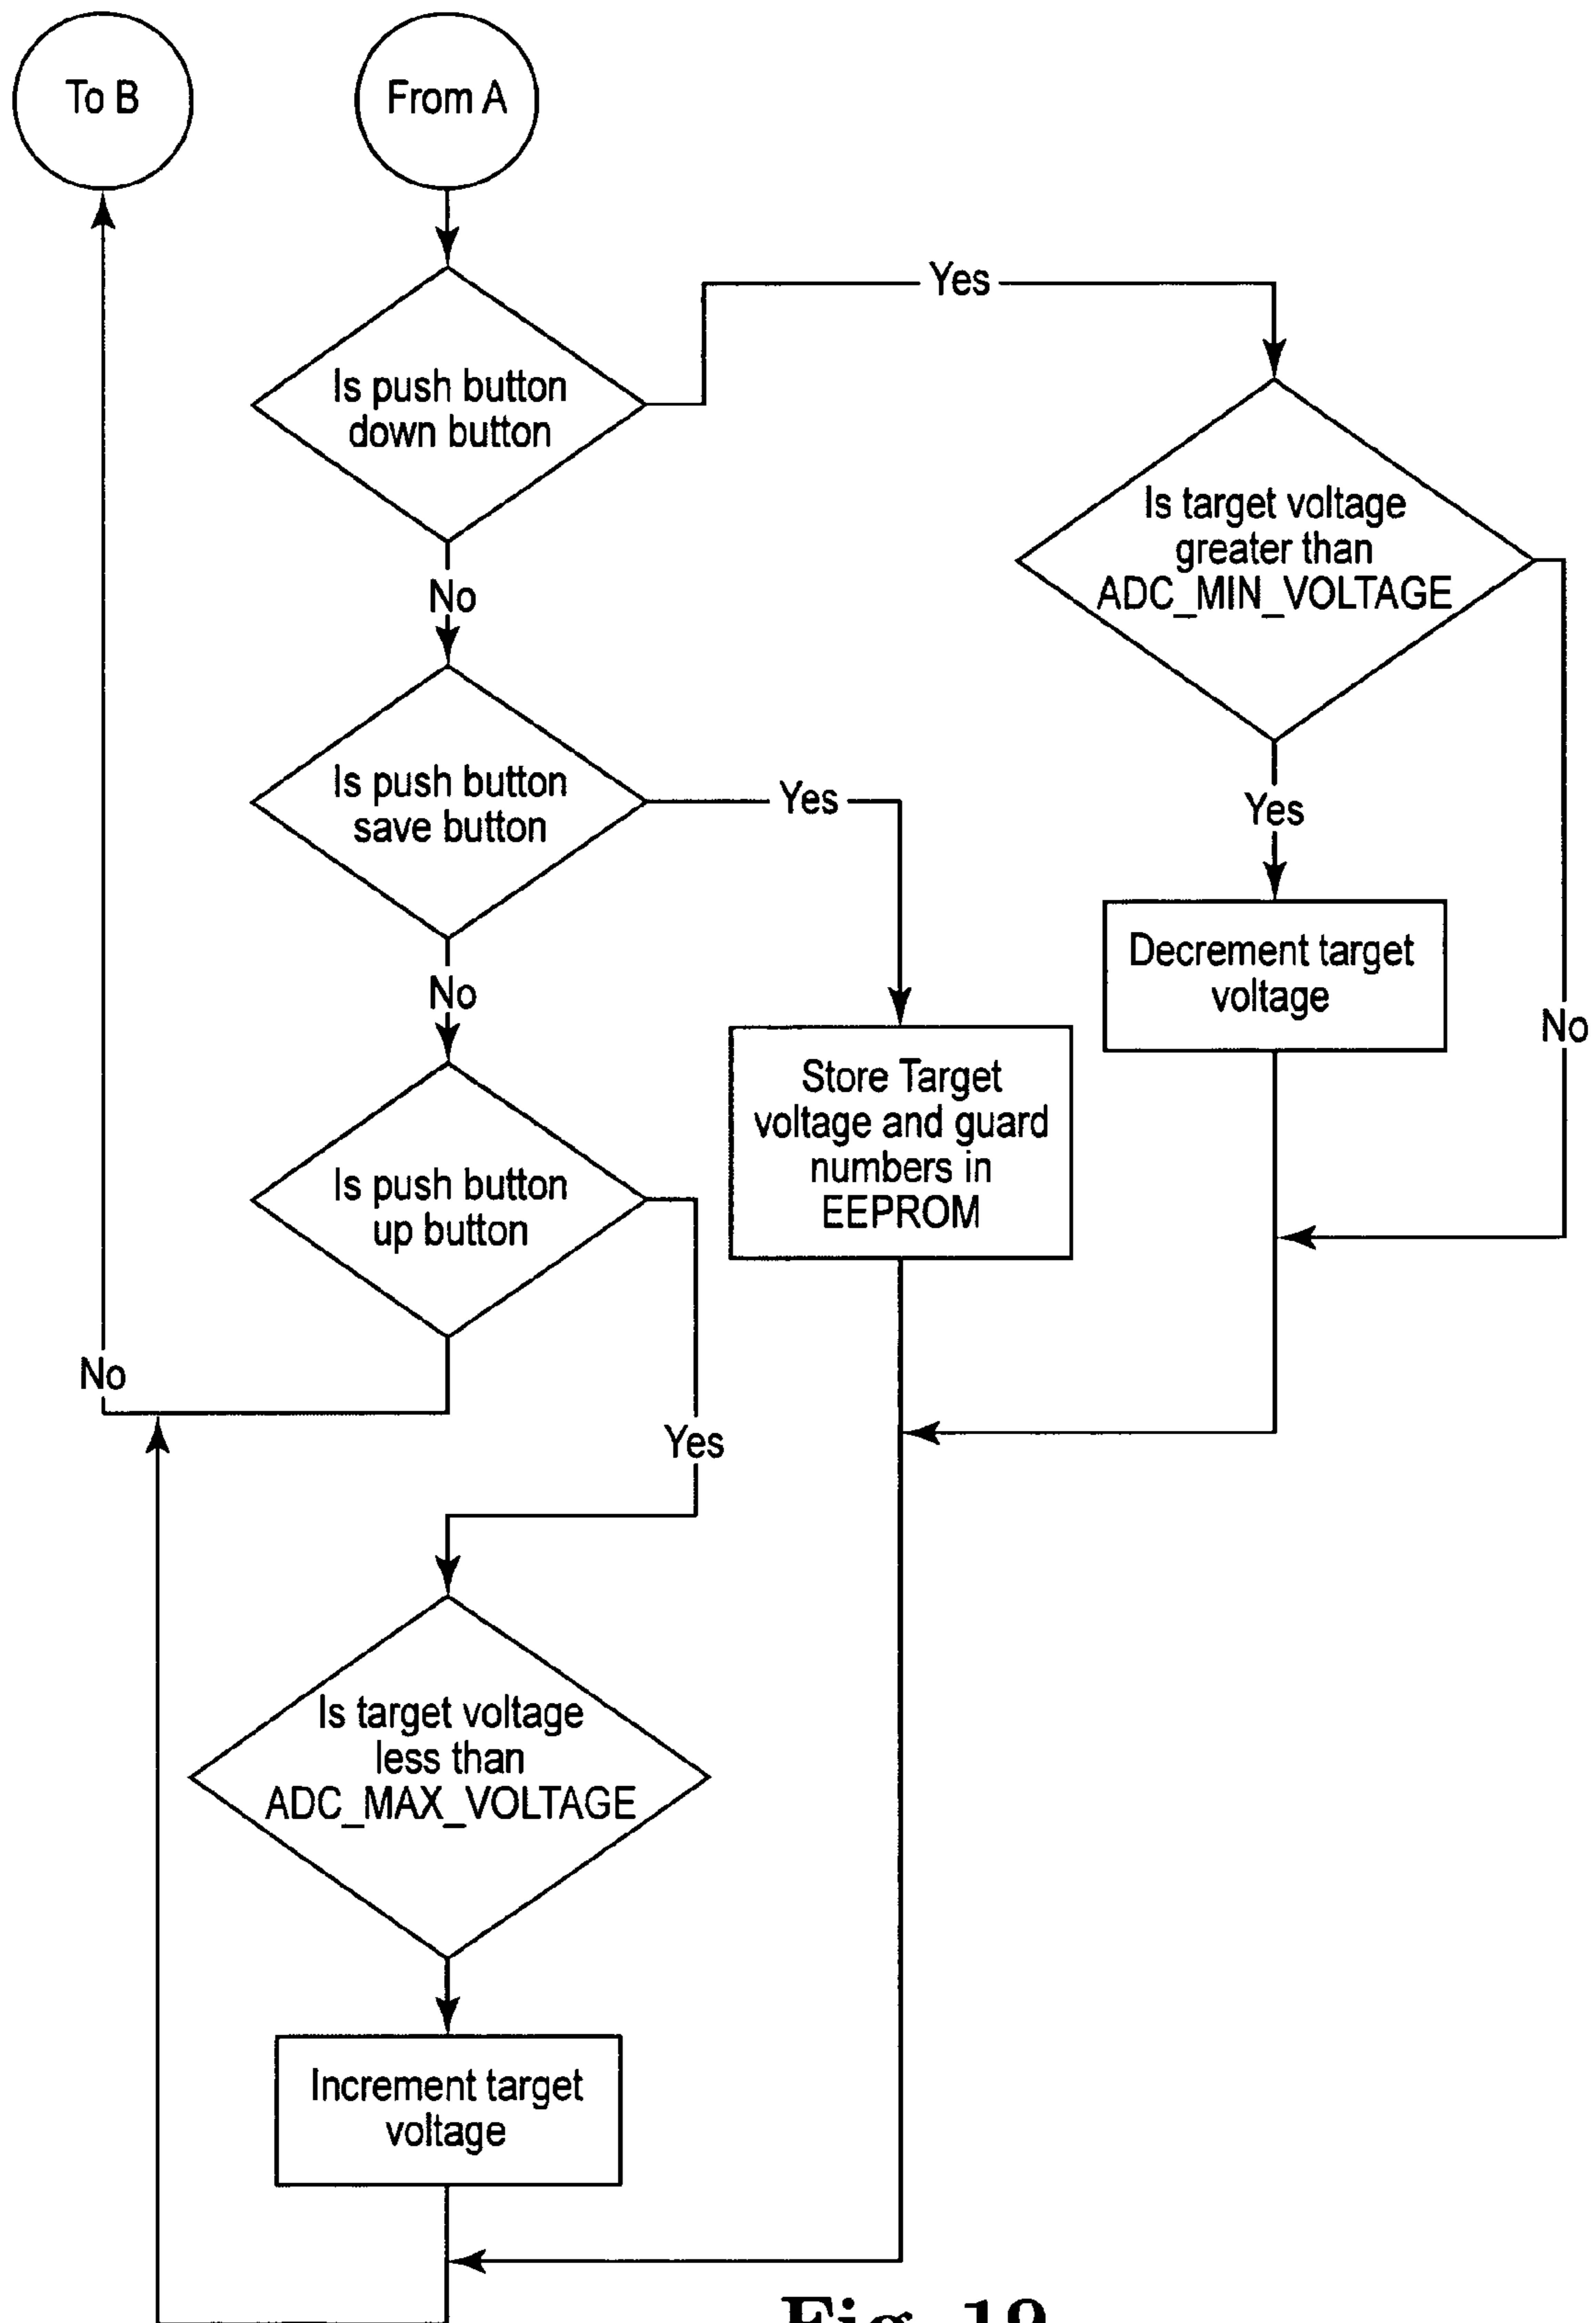 To B
From A
Yes
Is push button
down button
Is target voltage
greater than
ADC_MIN_VOLTAGE
No
Is push button
save button
Yes
Yes
Decrement target
voltage
No
No
Store Target
voltage and guard
numbers in
EEPROM
Is push button
up button
No
Yes
Is target voltage
less than
ADC_MAX_VOLTAGE
Increment target
voltage
Fig. 12